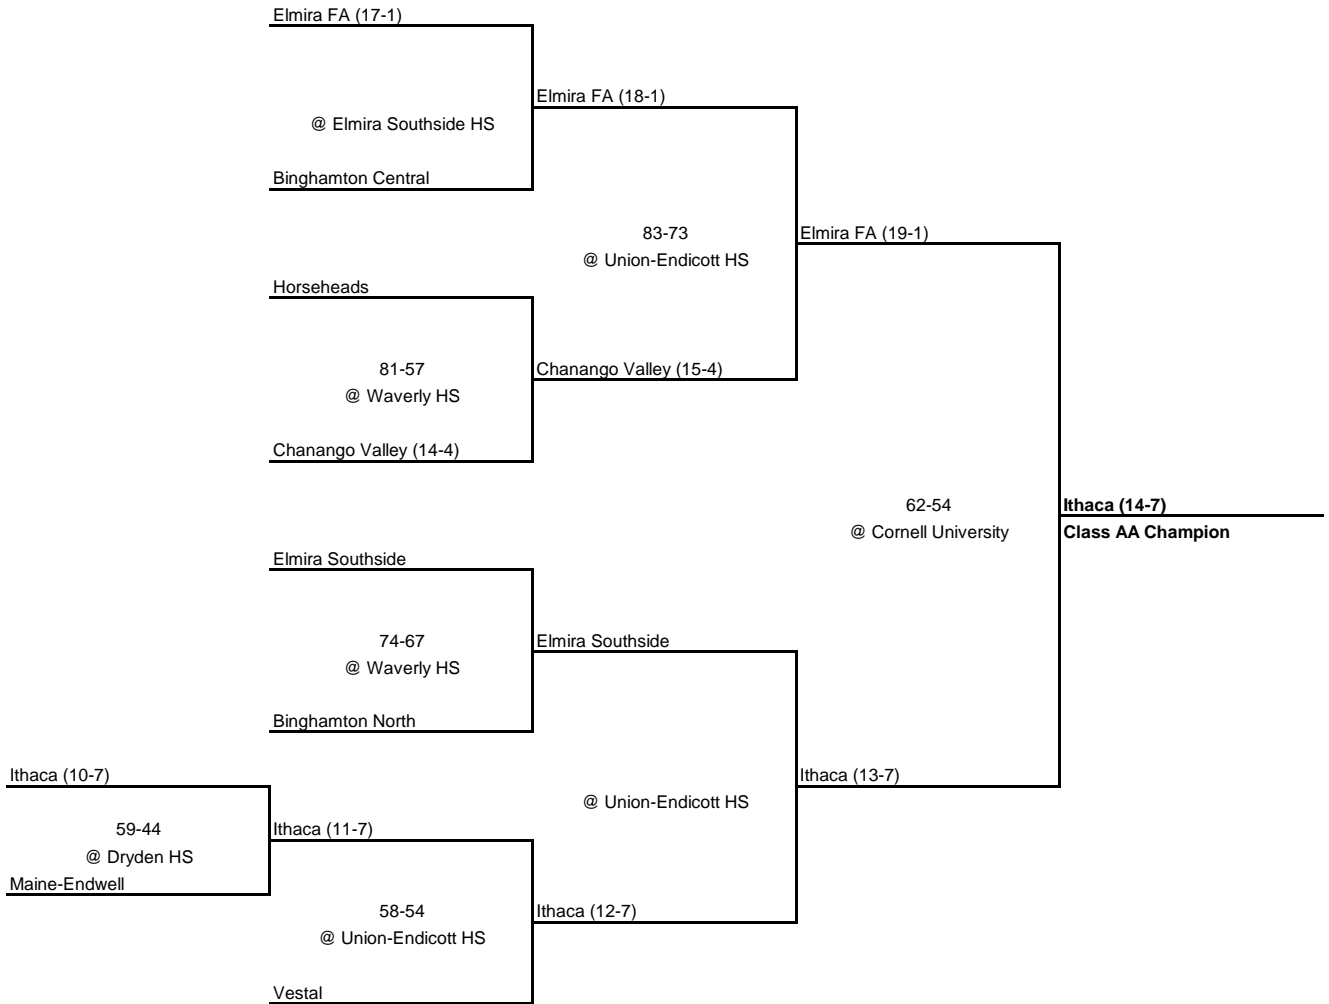 Elmira FA (17-1)
Elmira FA (18-1)
@ Elmira Southside HS
Binghamton Central
83-73
Elmira FA (19-1)
@ Union-Endicott HS
Horseheads
81-57
Chanango Valley (15-4)
@ Waverly HS
Chanango Valley (14-4)
62-54
Ithaca (14-7)
@ Cornell University
Class AA Champion
Elmira Southside
74-67
Elmira Southside
@ Waverly HS
Binghamton North
Ithaca (10-7)
Ithaca (13-7)
@ Union-Endicott HS
59-44
Ithaca (11-7)
@ Dryden HS
Maine-Endwell
58-54
Ithaca (12-7)
@ Union-Endicott HS
Vestal